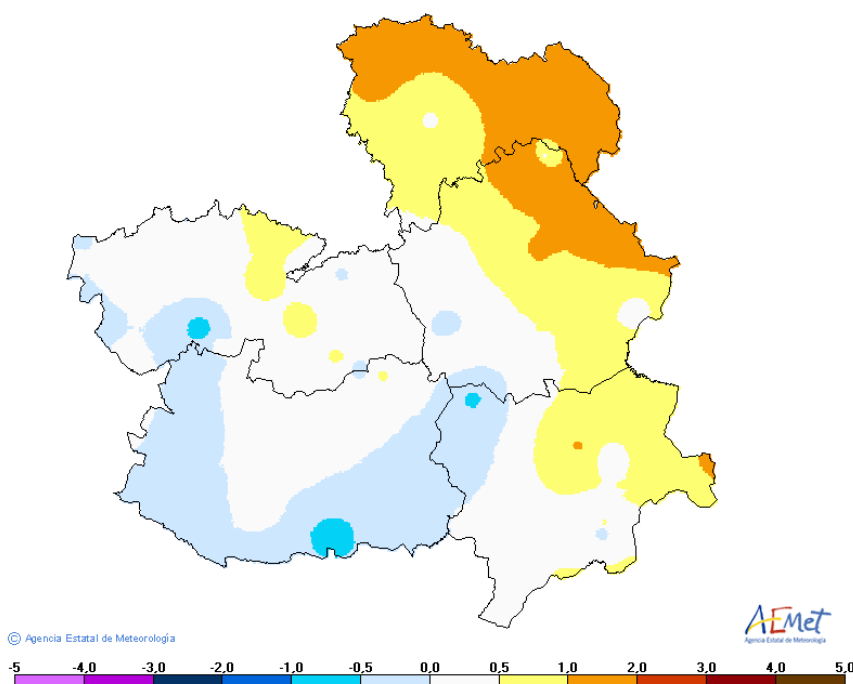 © Agencia Estatal de Meteorología
AEMet
Agencia Estatal de Meteorología
-5 -4,0 -3,0 -2,0 -1,0 -0,5 0,0 0,5 1,0 2,0 3,0 4,0 5,0